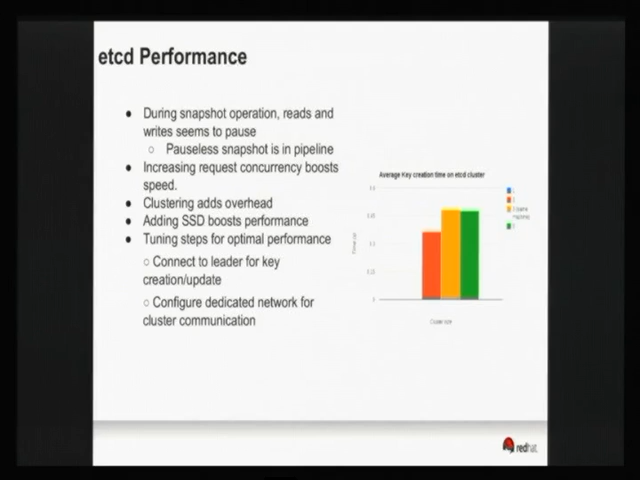 etcd Performance
● During snapshot operation, reads and
writes seems to pause
○ Pauseless snapshot is in pipeline
● Increasing request concurrency boosts
speed.
● Clustering adds overhead
● Adding SSD boosts performance
● Tuning steps for optimal performance
○ Connect to leader for key
creation/update
○ Configure dedicated network for
cluster communication
Average Key creation time on etcd cluster
Cluster size
redhat